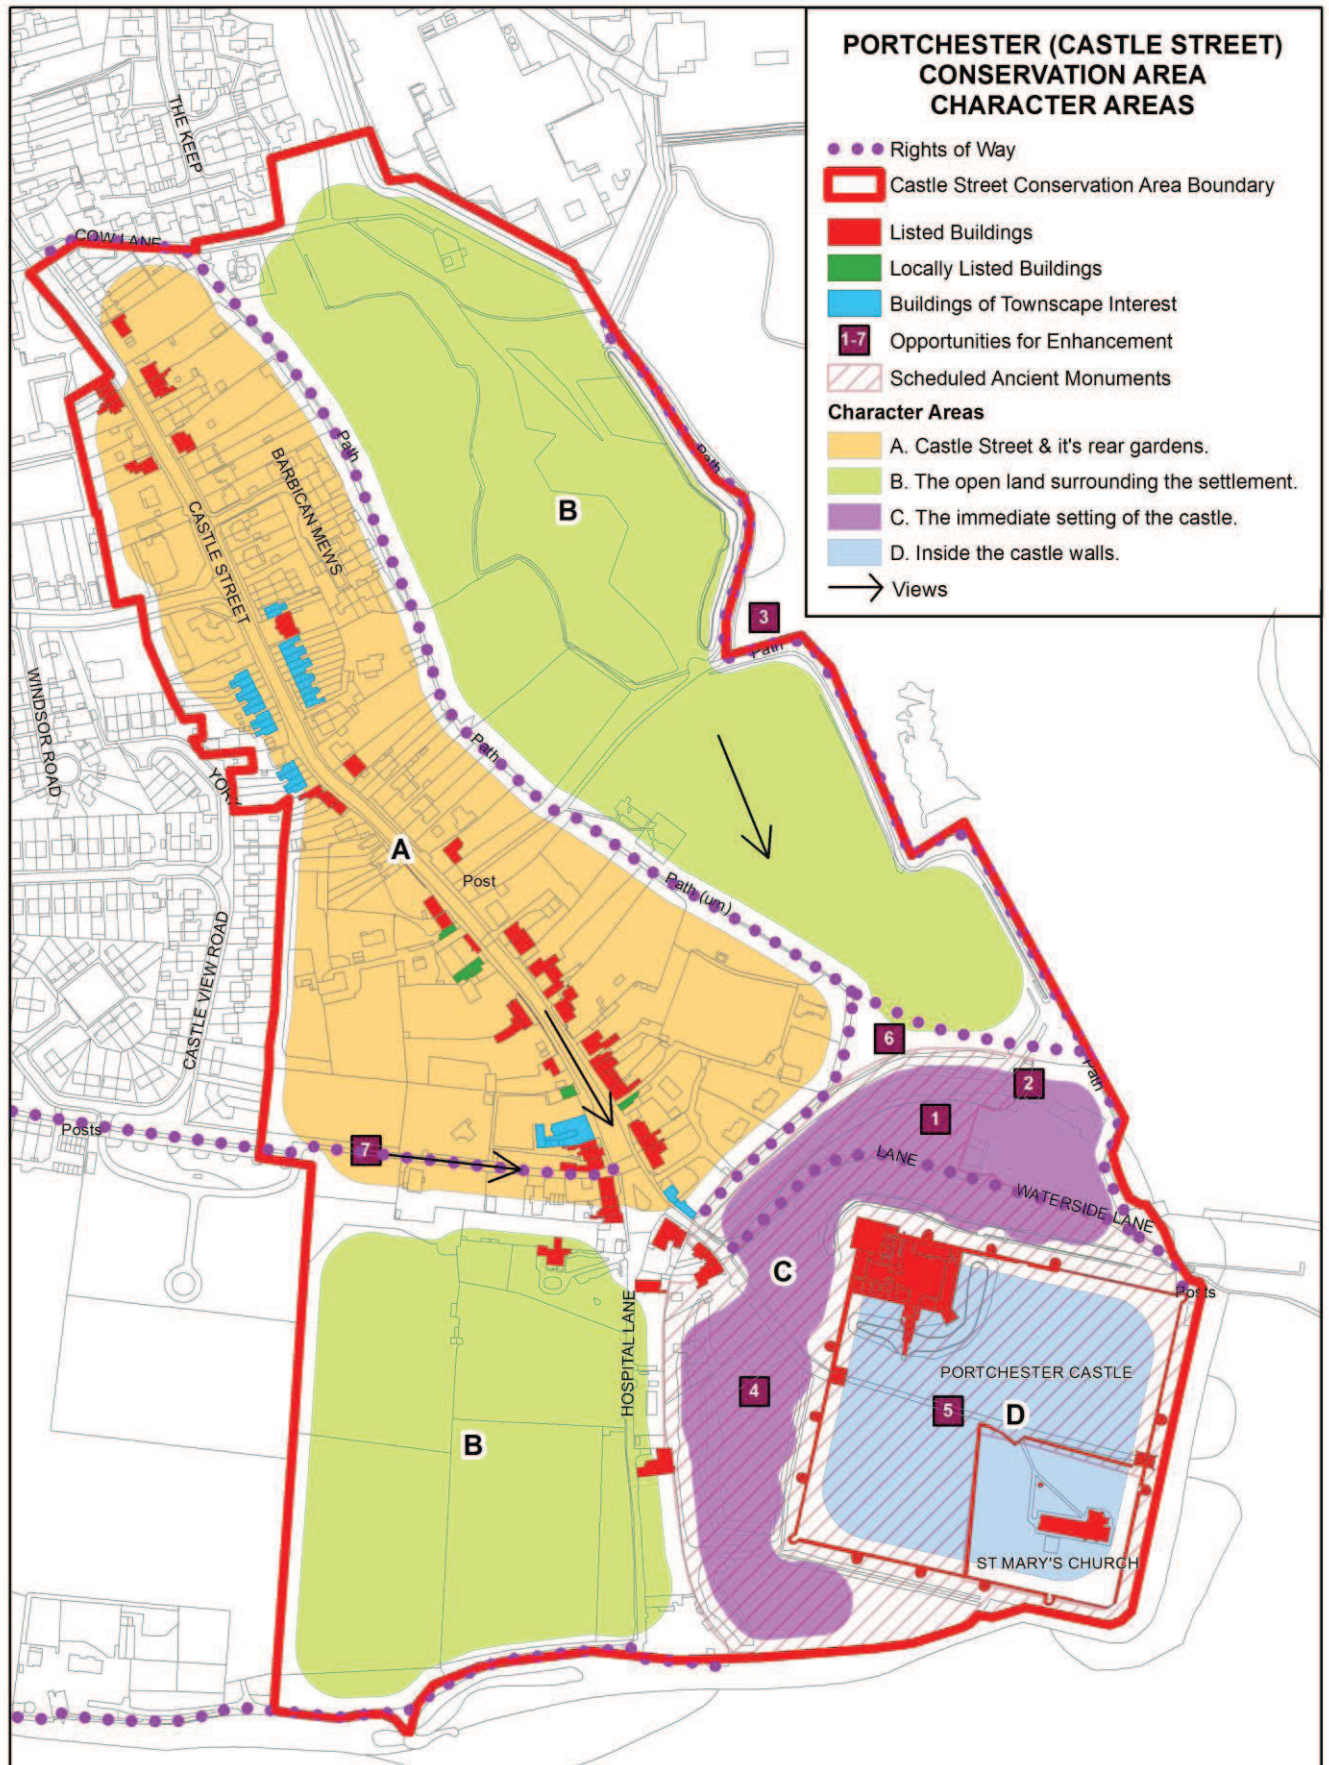 PORTCHESTER (CASTLE STREET)
CONSERVATION AREA
CHARACTER AREAS
Rights of Way
Castle Street Conservation Area Boundary
Listed Buildings
Locally Listed Buildings
Buildings of Townscape Interest
1-7 Opportunities for Enhancement
Scheduled Ancient Monuments
Character Areas
A. Castle Street & it's rear gardens.
B. The open land surrounding the settlement.
C. The immediate setting of the castle.
D. Inside the castle walls.
Views
THE KEEP
COW LANE
Path
Path
BARBICAN MEWS
CASTLE STREET
B
3
Path
WINDSOR ROAD
YORK
Path
A
Post
Path (um)
CASTLE VIEW ROAD
6
2
Path
1
Posts
7
LANE
WATERSIDE LANE
C
Posts
HOSPITAL LANE
PORTCHESTER CASTLE
4
5
D
B
ST MARY'S CHURCH